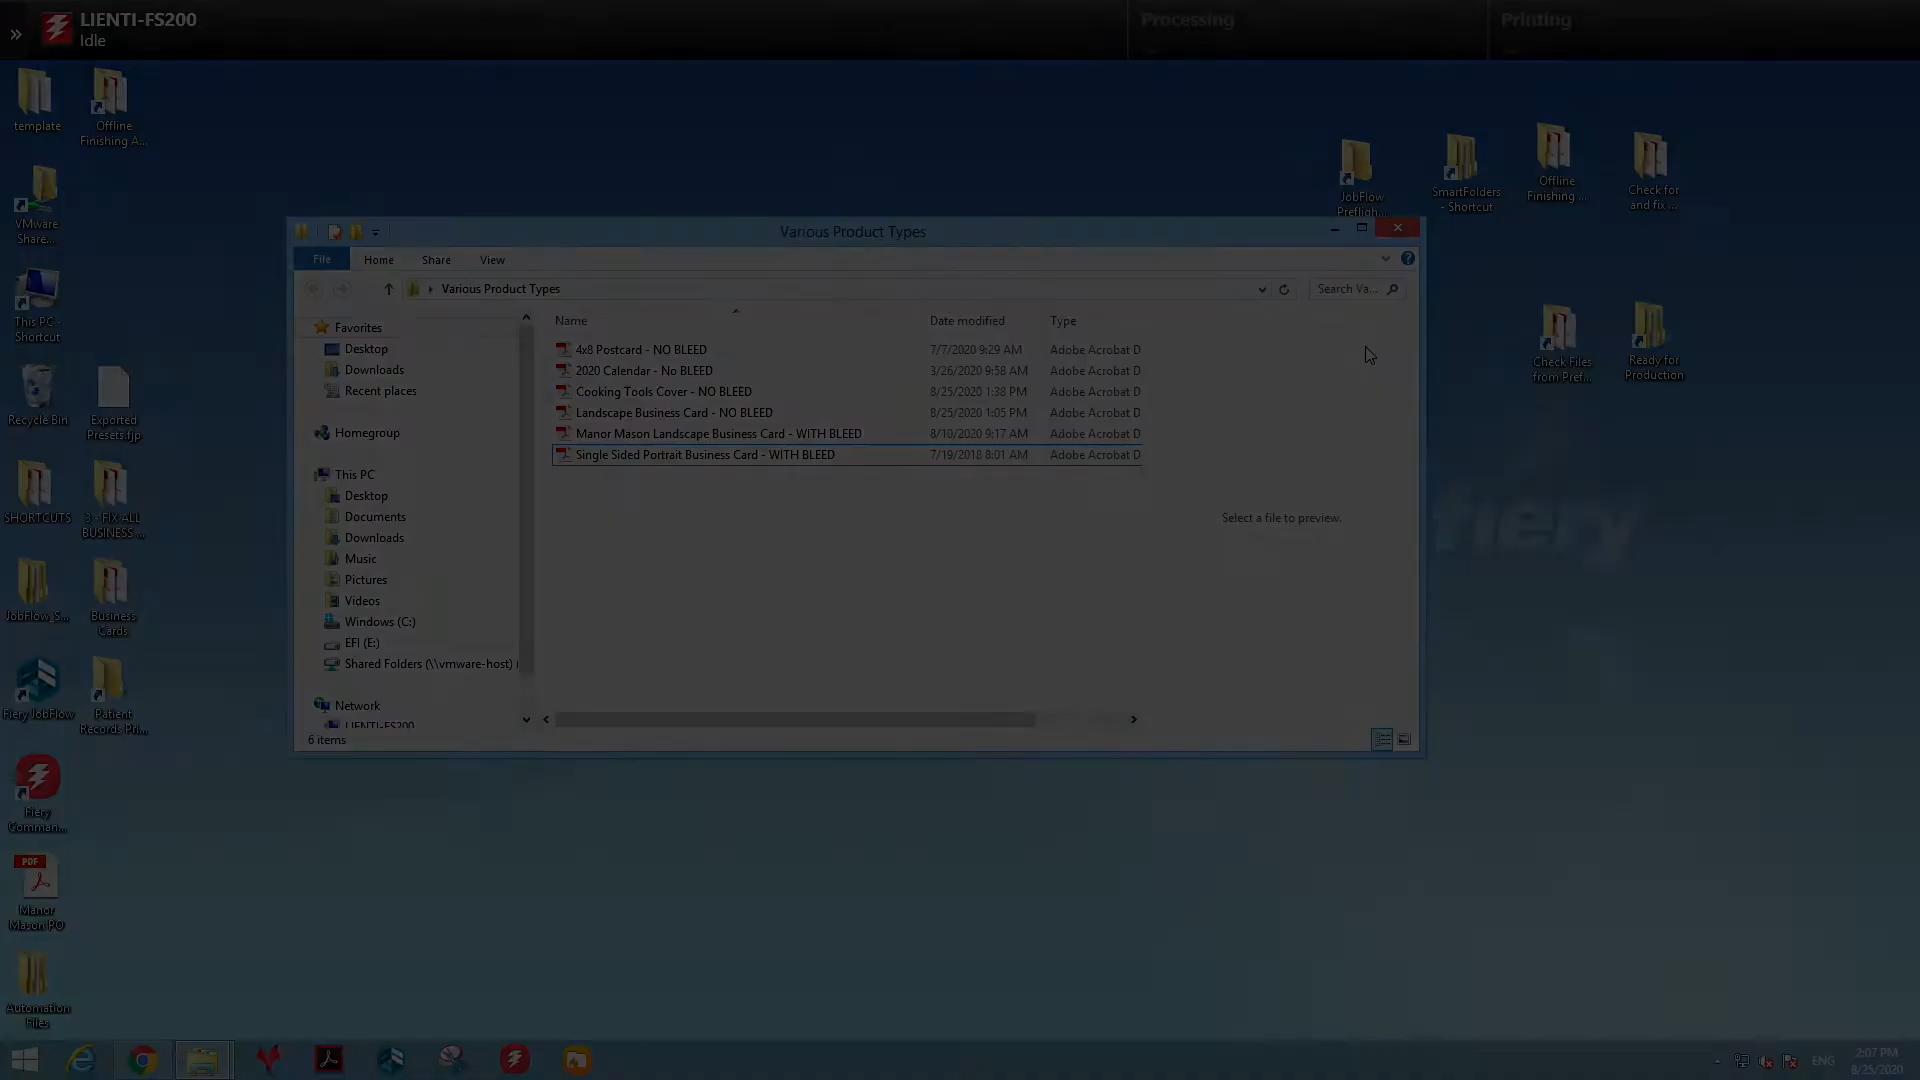 LIENTI-FS200
Idle
Processing
Printing
template
Offline
Finishing A...
VMware
Share...
This PC -
Shortcut
Recycle Bin
Exported
Presets.fjp
SHORTCUTS
3 - FIX ALL
BUSINESS ...
JobFlow_S...
Business
Cards
Fiery JobFlow
Patient
Records Pri...
Fiery
Comman...
PDF
Manor
Mason PO
Automation
Files
JobFlow
Prefligh...
SmartFolders
- Shortcut
Offline
Finishing ...
Check for
and fix ...
Check Files
from Pref...
Ready for
Production
fiery
Various Product Types
File
Home
Share
View
Various Product Types
Search Va...
Favorites
Desktop
Downloads
Recent places
Homegroup
This PC
Desktop
Documents
Downloads
Music
Pictures
Videos
Windows (C:)
EFI (E:)
Shared Folders (\\vmware-host) (
Network
LIENTI-FS200
Name Date modified Type
4x8 Postcard - NO BLEED 7/7/2020 9:29 AM Adobe Acrobat D
2020 Calendar - No BLEED 3/26/2020 9:58 AM Adobe Acrobat D
Cooking Tools Cover - NO BLEED 8/25/2020 1:38 PM Adobe Acrobat D
Landscape Business Card - NO BLEED 8/25/2020 1:05 PM Adobe Acrobat D
Manor Mason Landscape Business Card - WITH BLEED 8/10/2020 9:17 AM Adobe Acrobat D
Single Sided Portrait Business Card - WITH BLEED 7/19/2018 8:01 AM Adobe Acrobat D
Select a file to preview.
6 items
ENG
2:07 PM
8/25/2020